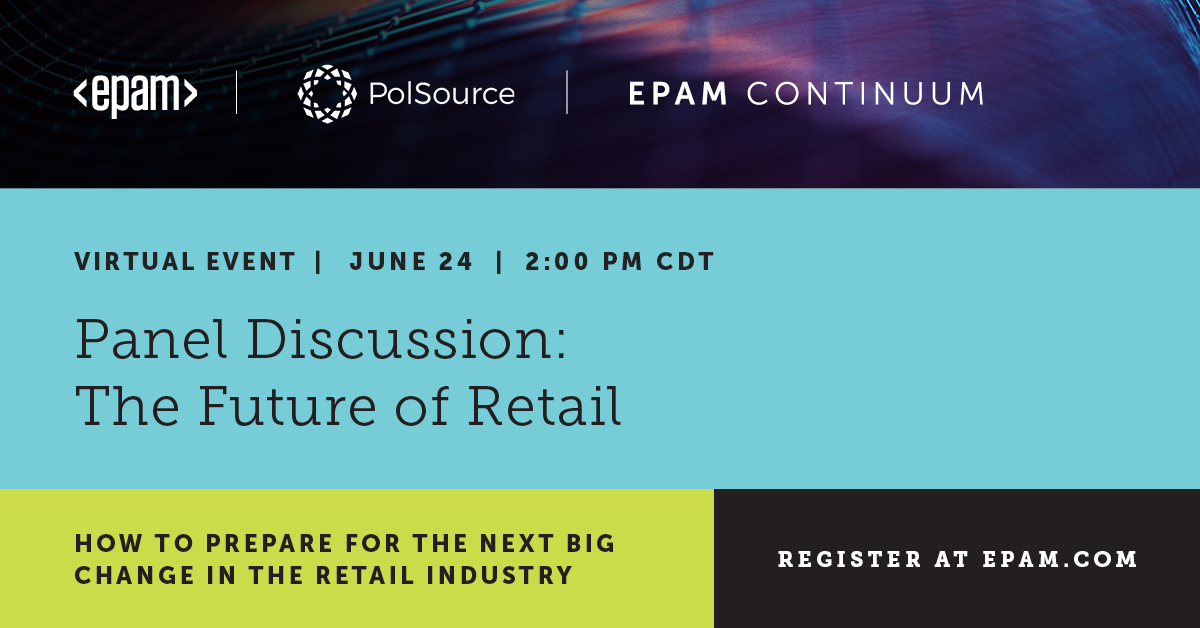 <epam> | PolSource | EPAM CONTINUUM
VIRTUAL EVENT | JUNE 24 | 2:00 PM CDT
Panel Discussion:
The Future of Retail
HOW TO PREPARE FOR THE NEXT BIG
CHANGE IN THE RETAIL INDUSTRY
REGISTER AT EPAM.COM